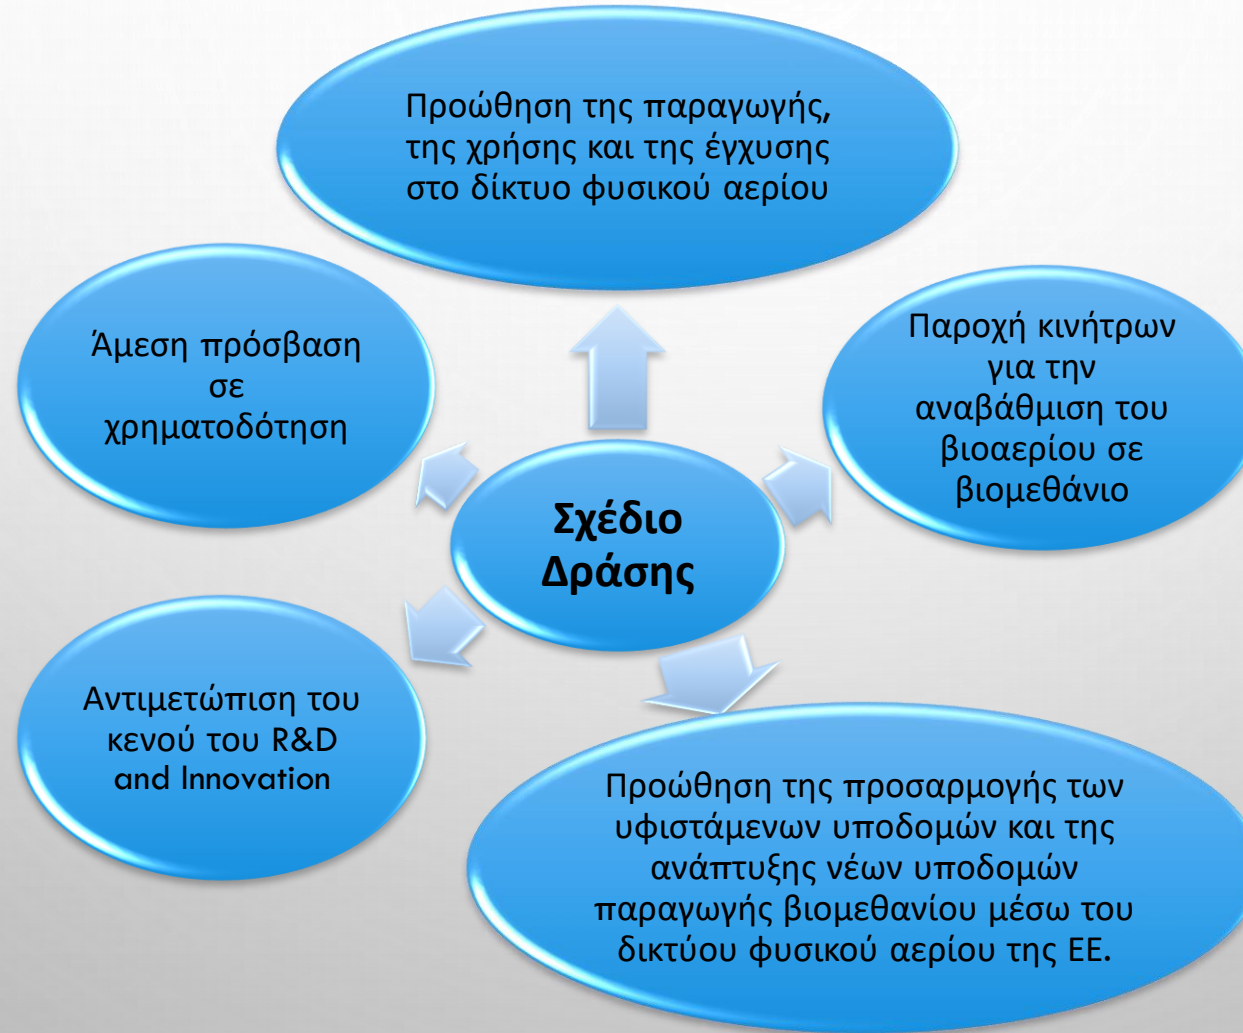 Προώθηση της παραγωγής,
της χρήσης και της έγχυσης
στο δίκτυο φυσικού αερίου
Άμεση πρόσβαση
σε
χρηματοδότηση
Παροχή κινήτρων
για την
αναβάθμιση του
βιοαερίου σε
βιομεθάνιο
Σχέδιο
Δράσης
Αντιμετώπιση του
κενού του R&D
and Innovation
Προώθηση της προσαρμογής των
υφιστάμενων υποδομών και της
ανάπτυξης νέων υποδομών
παραγωγής βιομεθανίου μέσω του
δικτύου φυσικού αερίου της ΕΕ.